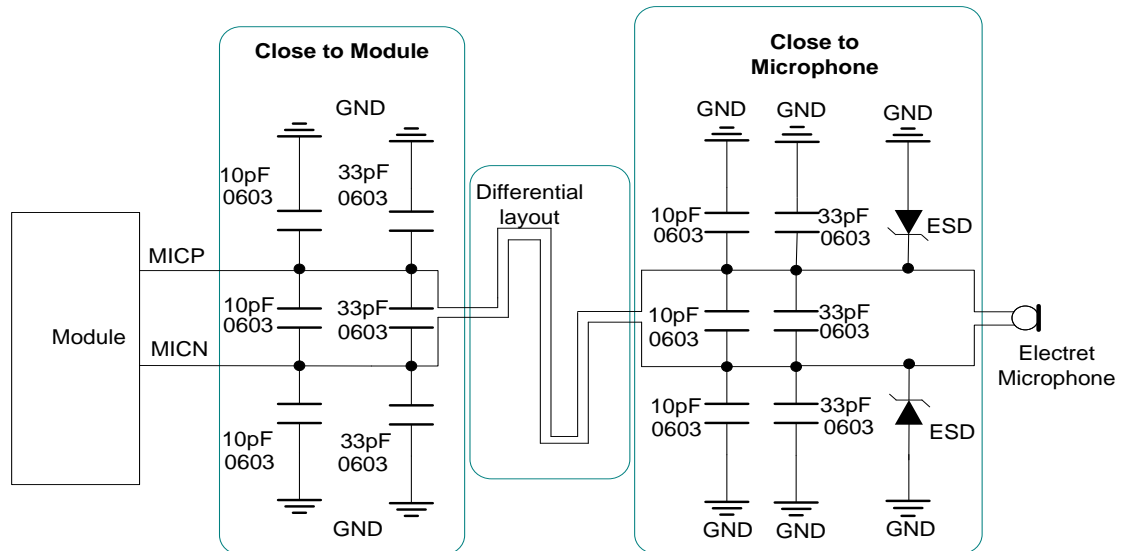 Close to Module
GND
10pF
0603
33pF
0603
MICP
10pF
0603
33pF
0603
Module
MICN
10pF
0603
33pF
0603
GND
Differential
layout
Close to
Microphone
GND
GND
GND
10pF
0603
33pF
0603
ESD
10pF
0603
33pF
0603
Electret
Microphone
10pF
0603
33pF
0603
ESD
GND
GND
GND